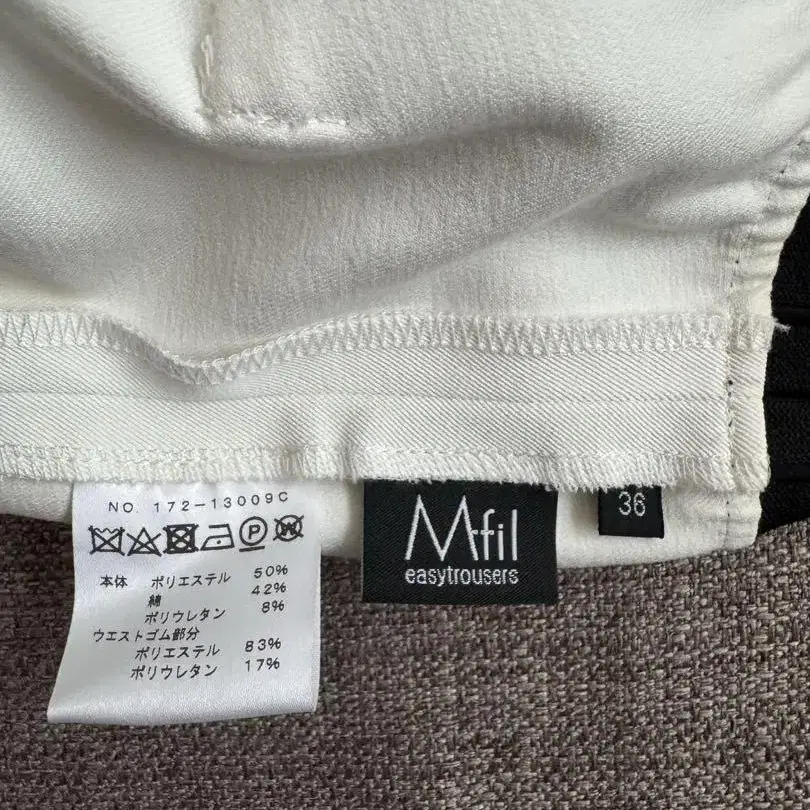 NO. 172-13009C
本体 ポリエステル 50%
綿 42%
ポリウレタン 8%
ウエストゴム部分
ポリエステル 83%
ポリウレタン 17%
M-fil
easytrousers
36